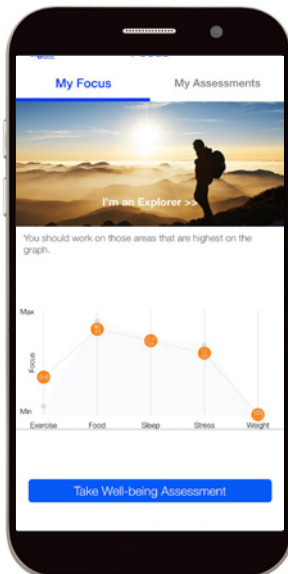 Focus
My Focus
My Assessments
I'm an Explorer >>
You should work on those areas that are highest on the
graph.
Max
Focus
Min
Exercise
Food
Sleep
Stress
Weight
Take Well-being Assessment